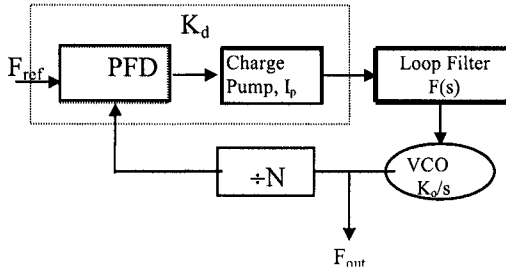 K_d
F_ref
PFD
Charge
Pump, I_p
Loop Filter
F(s)
VCO
K_o/s
÷N
F_out